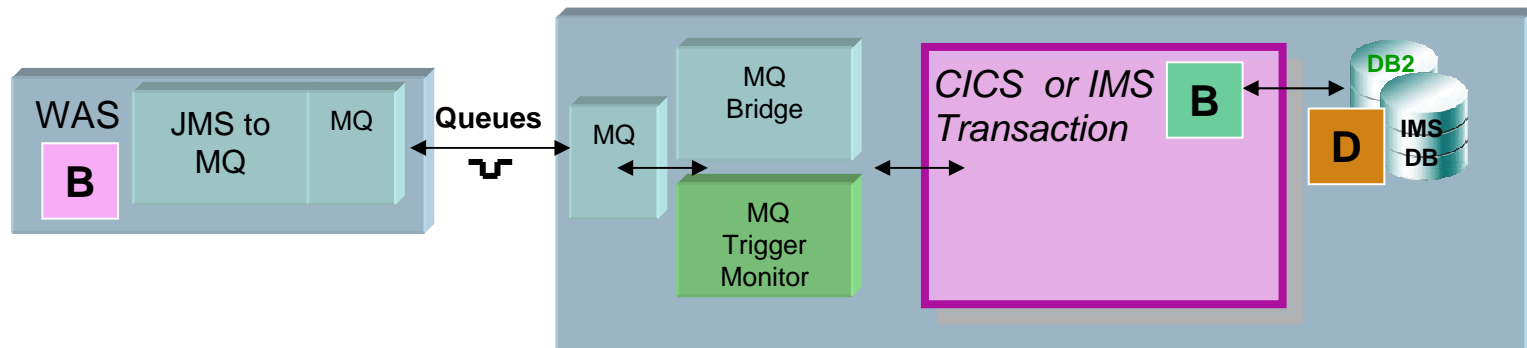 WAS
B
JMS to
MQ
MQ
Queues
MQ
MQ
Bridge
MQ
Trigger
Monitor
CICS or IMS
Transaction
B
DB2
D
IMS
DB